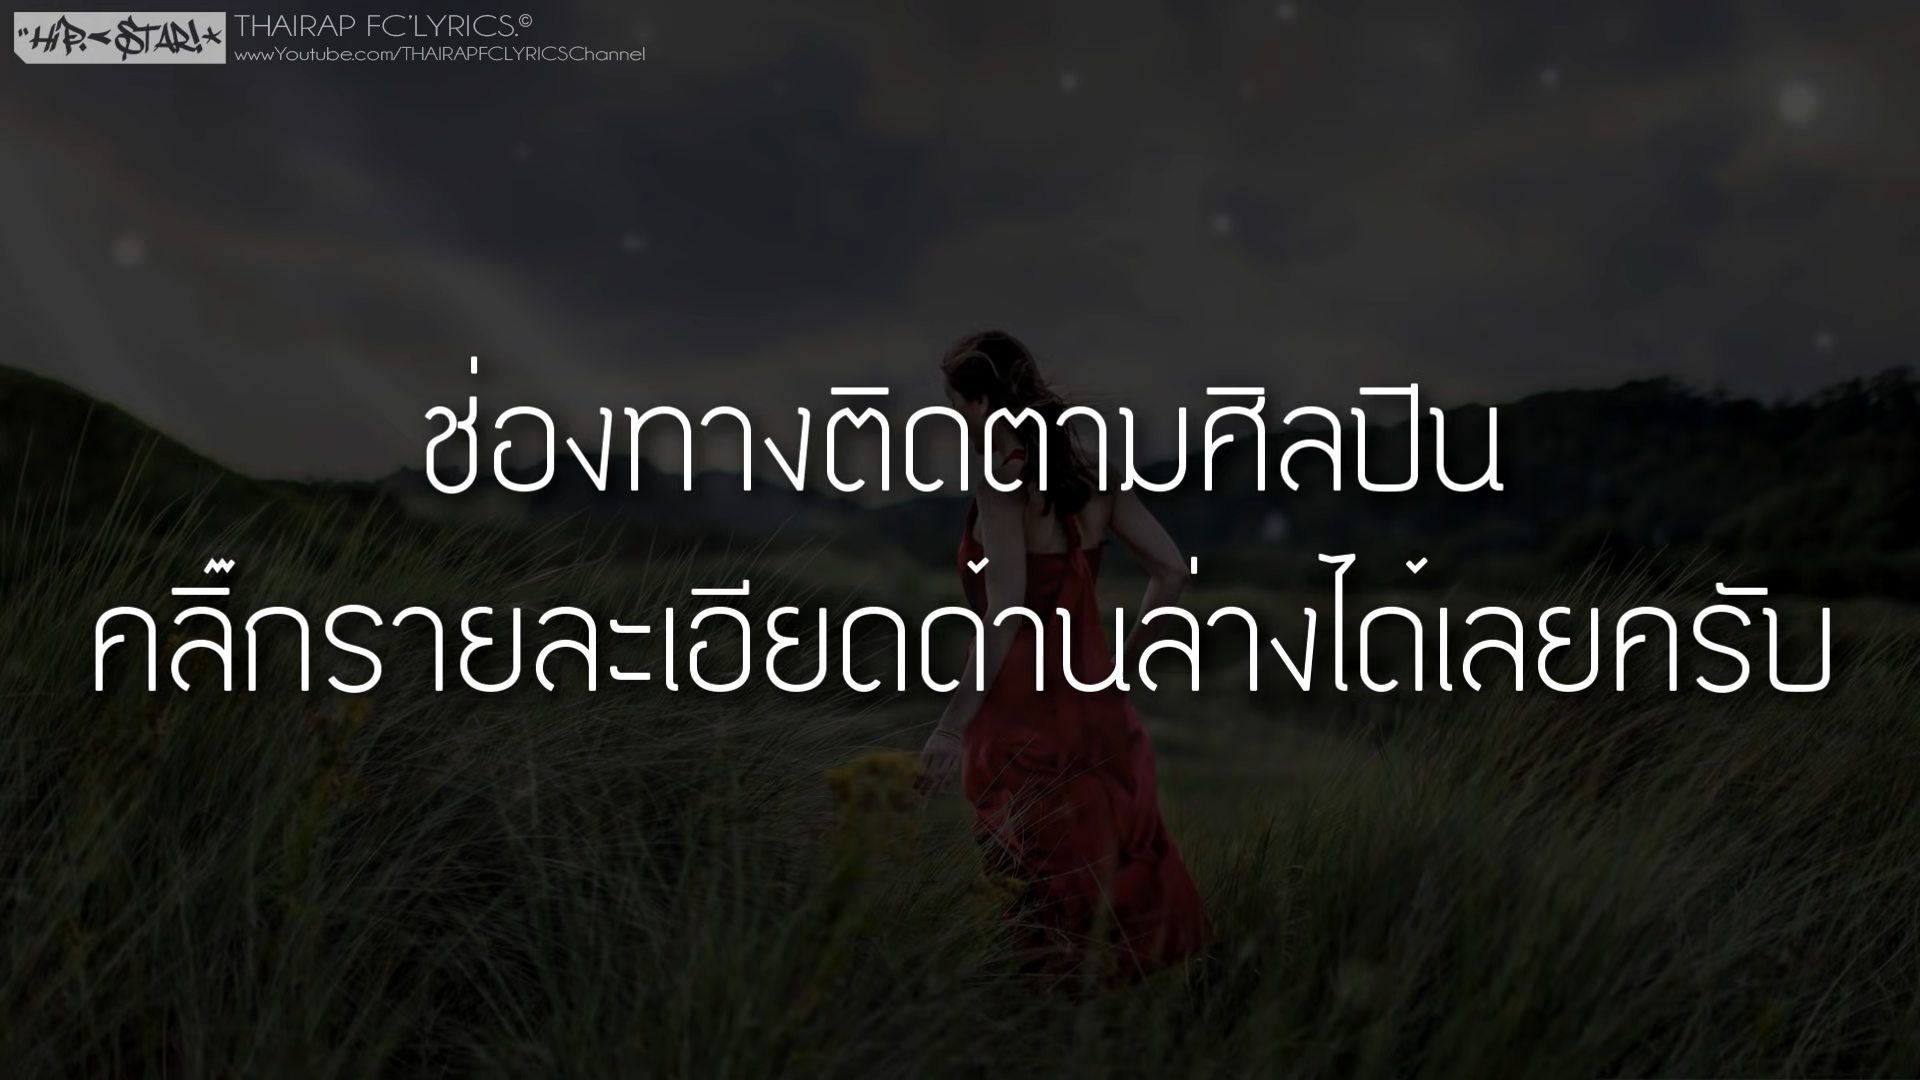 "HiP.-STAR!*
THAIRAP FC'LYRICS.©
wwwYoutube.com/THAIRAPFCLYRICSChannel
ช่องทางติดตามศิลปิน
คลิ๊กรายละเอียดด้านล่างได้เลยครับ